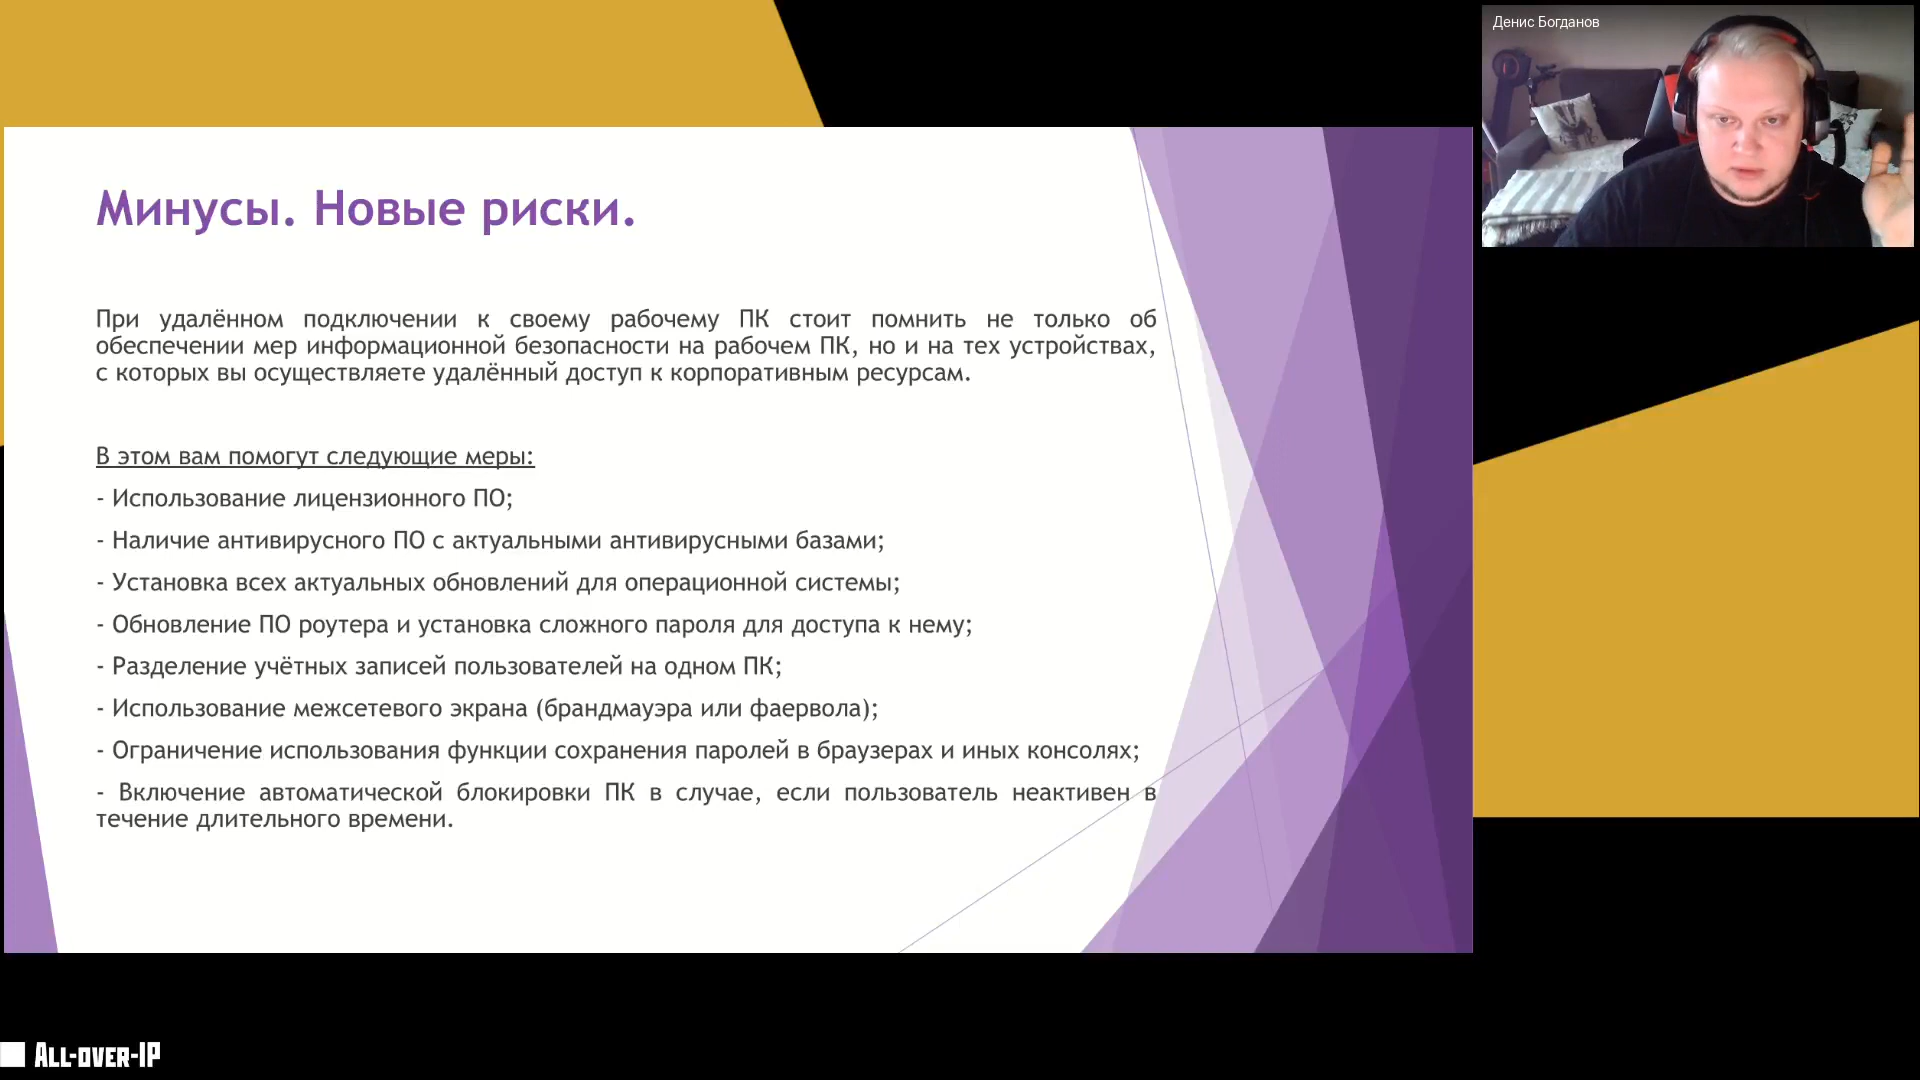 Денис Богданов
Минусы. Новые риски.
При удалённом подключении к своему рабочему ПК стоит помнить не только об
обеспечении мер информационной безопасности на рабочем ПК, но и на тех устройствах,
с которых вы осуществляете удалённый доступ к корпоративным ресурсам.
В этом вам помогут следующие меры:
- Использование лицензионного ПО;
- Наличие антивирусного ПО с актуальными антивирусными базами;
- Установка всех актуальных обновлений для операционной системы;
- Обновление ПО роутера и установка сложного пароля для доступа к нему;
- Разделение учётных записей пользователей на одном ПК;
- Использование межсетевого экрана (брандмауэра или фаервола);
- Ограничение использования функции сохранения паролей в браузерах и иных консолях;
- Включение автоматической блокировки ПК в случае, если пользователь неактивен в
течение длительного времени.
ALL-OVER-IP